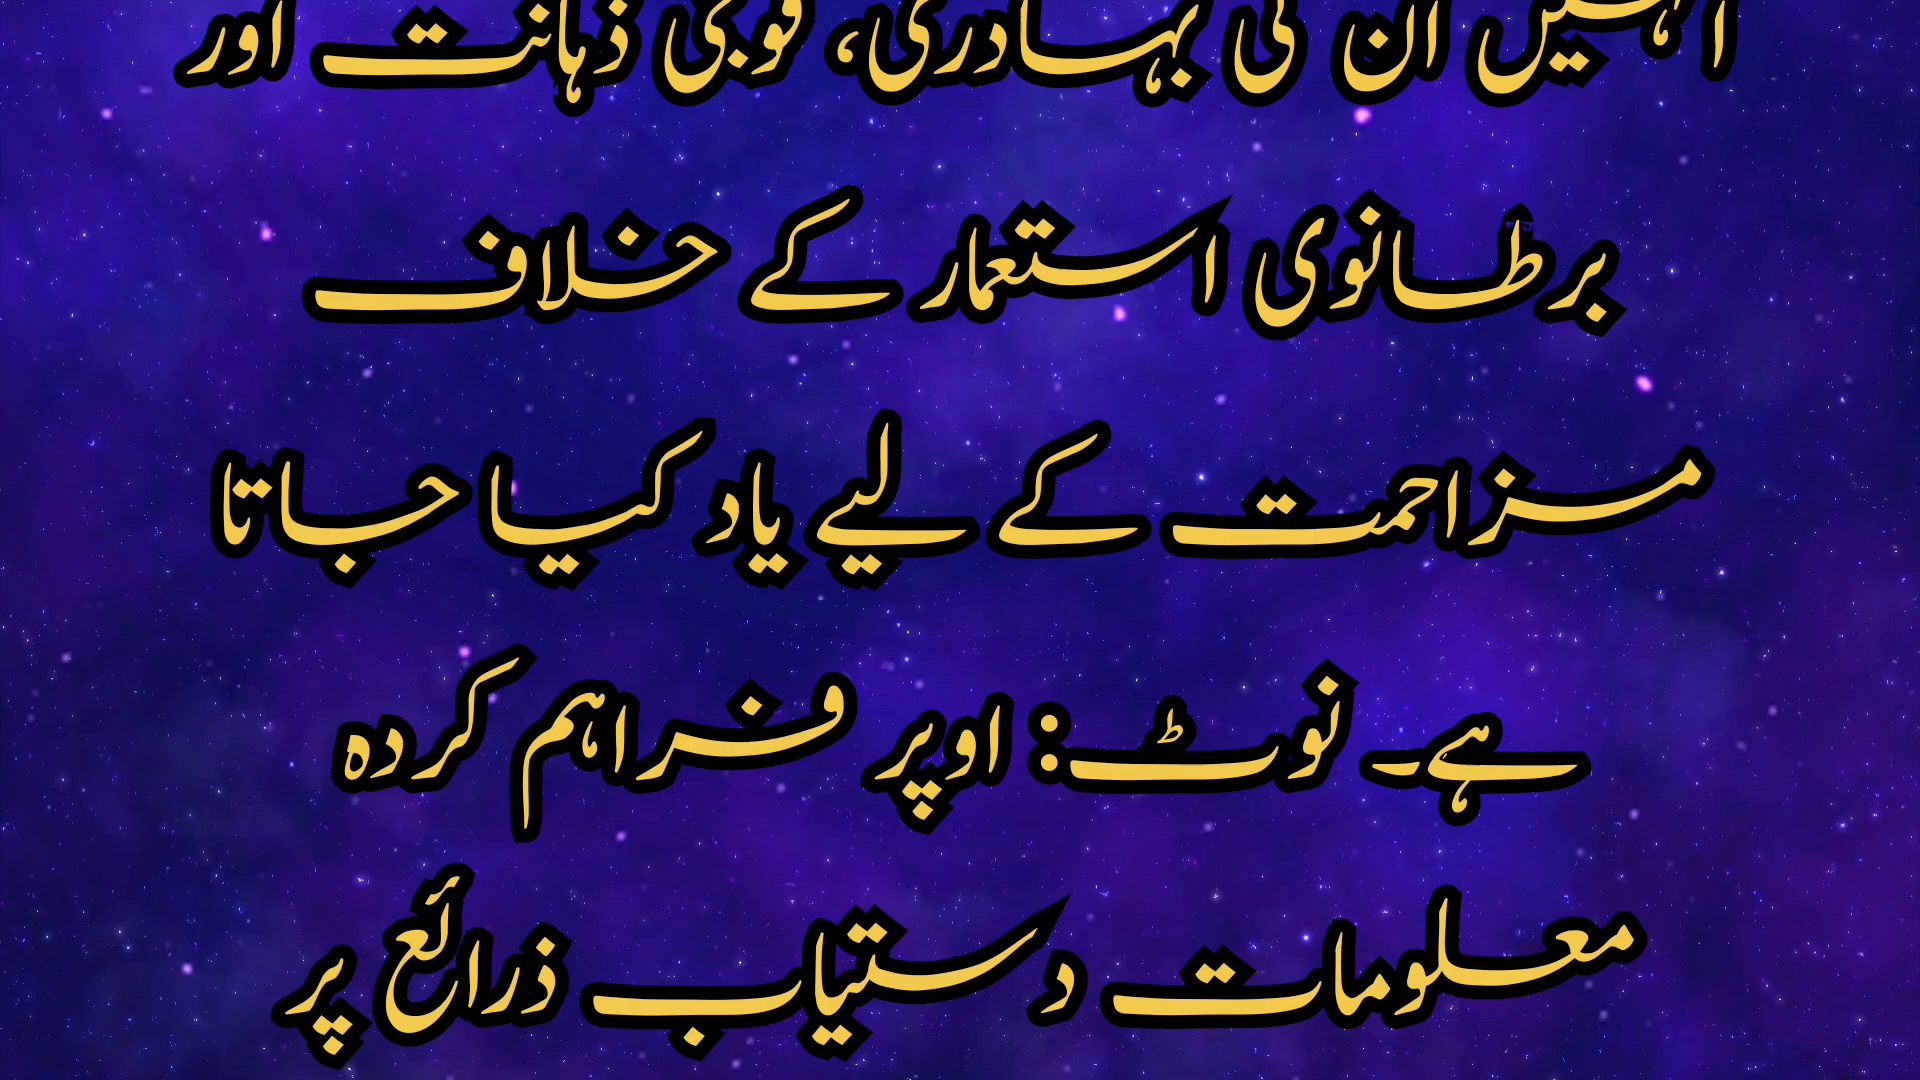 انہیں ان کی بہادری، فوجی ذہانت اور
برطانوی استعمار کے خلاف
مزاحمت کے لیے یاد کیا جاتا
ہے۔ نوٹ: اوپر فراہم کردہ
معلومات دستیاب ذرائع پر